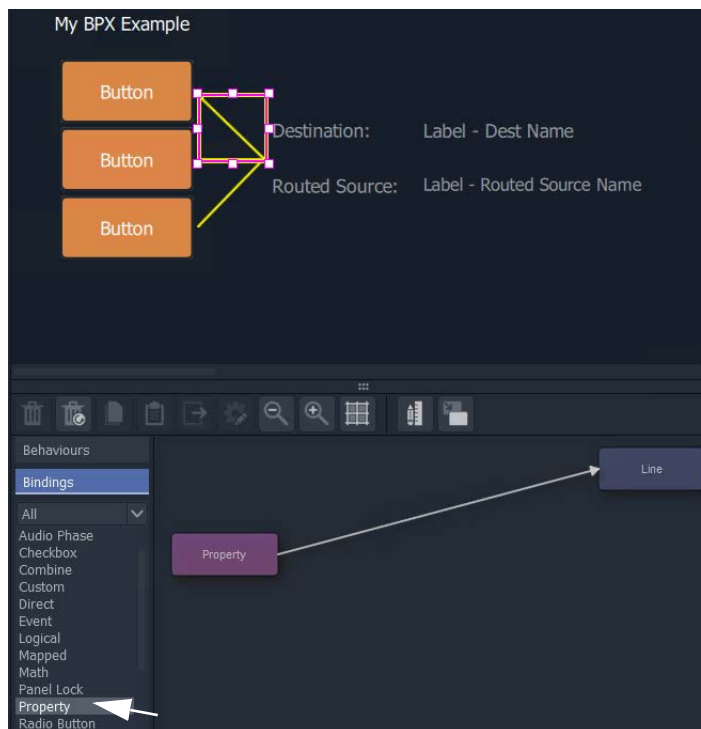 My BPX Example
Button
Button
Button
Destination: Label - Dest Name
Routed Source: Label - Routed Source Name
Behaviours
Bindings
All
Audio Phase
Checkbox
Combine
Custom
Direct
Event
Logical
Mapped
Math
Panel Lock
Property
Radio Button
Property
Line